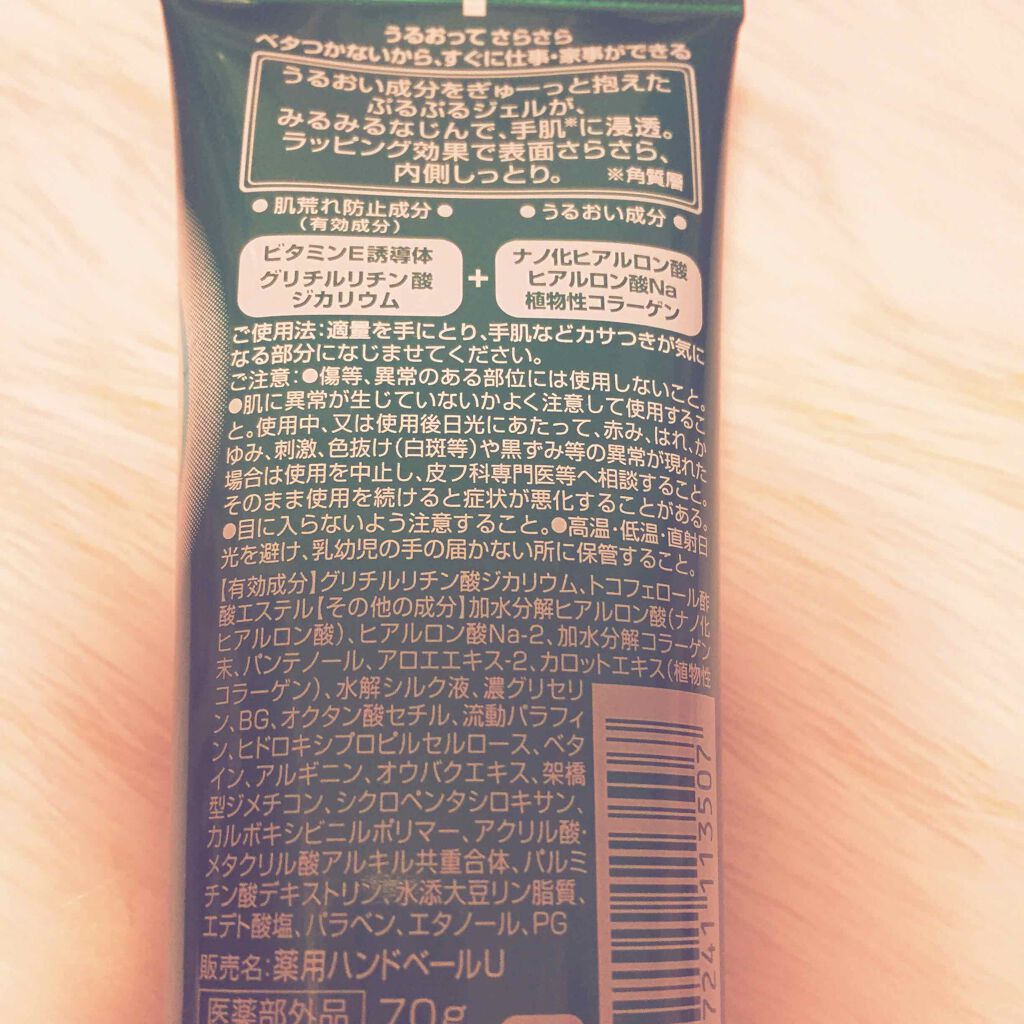 うるおって さらさら
ベタつかないから、すぐに仕事・家事ができる
うるおい成分をぎゅーっと抱えた
ぷるぷるジェルが、
みるみるなじんで、手肌※に浸透。
ラッピング効果で表面さらさら、
内側しっとり。 ※角質層
●肌荒れ防止成分●
(有効成分)
ビタミンE誘導体
グリチルリチン酸
ジカリウム
+
●うるおい成分●
ナノ化ヒアルロン酸
ヒアルロン酸Na
植物性コラーゲン
ご使用法:適量を手にとり、手肌などカサつきが気に
なる部分になじませてください。
ご注意:●傷等、異常のある部位には使用しないこと。
●肌に異常が生じていないかよく注意して使用するこ
と。使用中、又は使用後日光にあたって、赤み、はれ、か
ゆみ、刺激、色抜け(白斑等)や黒ずみ等の異常が現れた
場合は使用を中止し、皮フ科専門医等へ相談すること。
そのまま使用を続けると症状が悪化することがある。
●目に入らないよう注意すること。●高温・低温・直射日
光を避け、乳幼児の手の届かない所に保管すること。
【有効成分】グリチルリチン酸ジカリウム、トコフェロール酢
酸エステル【その他の成分】加水分解ヒアルロン酸(ナノ化
ヒアルロン酸)、ヒアルロン酸Na-2、加水分解コラーゲン
末、パンテノール、アロエエキス-2、カロットエキス(植物性
コラーゲン)、水解シルク液、濃グリセリ
ン、BG、オクタン酸セチル、流動パラフィ
ン、ヒドロキシプロピルセルロース、ベタ
イン、アルギニン、オウバクエキス、架橋
型ジメチコン、シクロペンタシロキサン、
カルボキシビニルポリマー、アクリル酸・
メタクリル酸アルキル共重合体、パルミ
チン酸デキストリン、水添大豆リン脂質、
エデト酸塩、パラベン、エタノール、PG
販売名:薬用ハンドベールU
医薬部外品 70g
7241113507